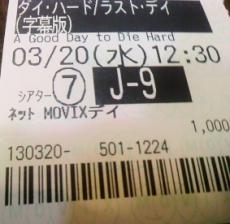 ダイ・ハード/ラスト・デイ
(字幕版)
A Good Day to Die Hard
03/20(水)12:30
シアター 7 J-9
ネット MOVIXデイ
1,000
130320- 501-1224